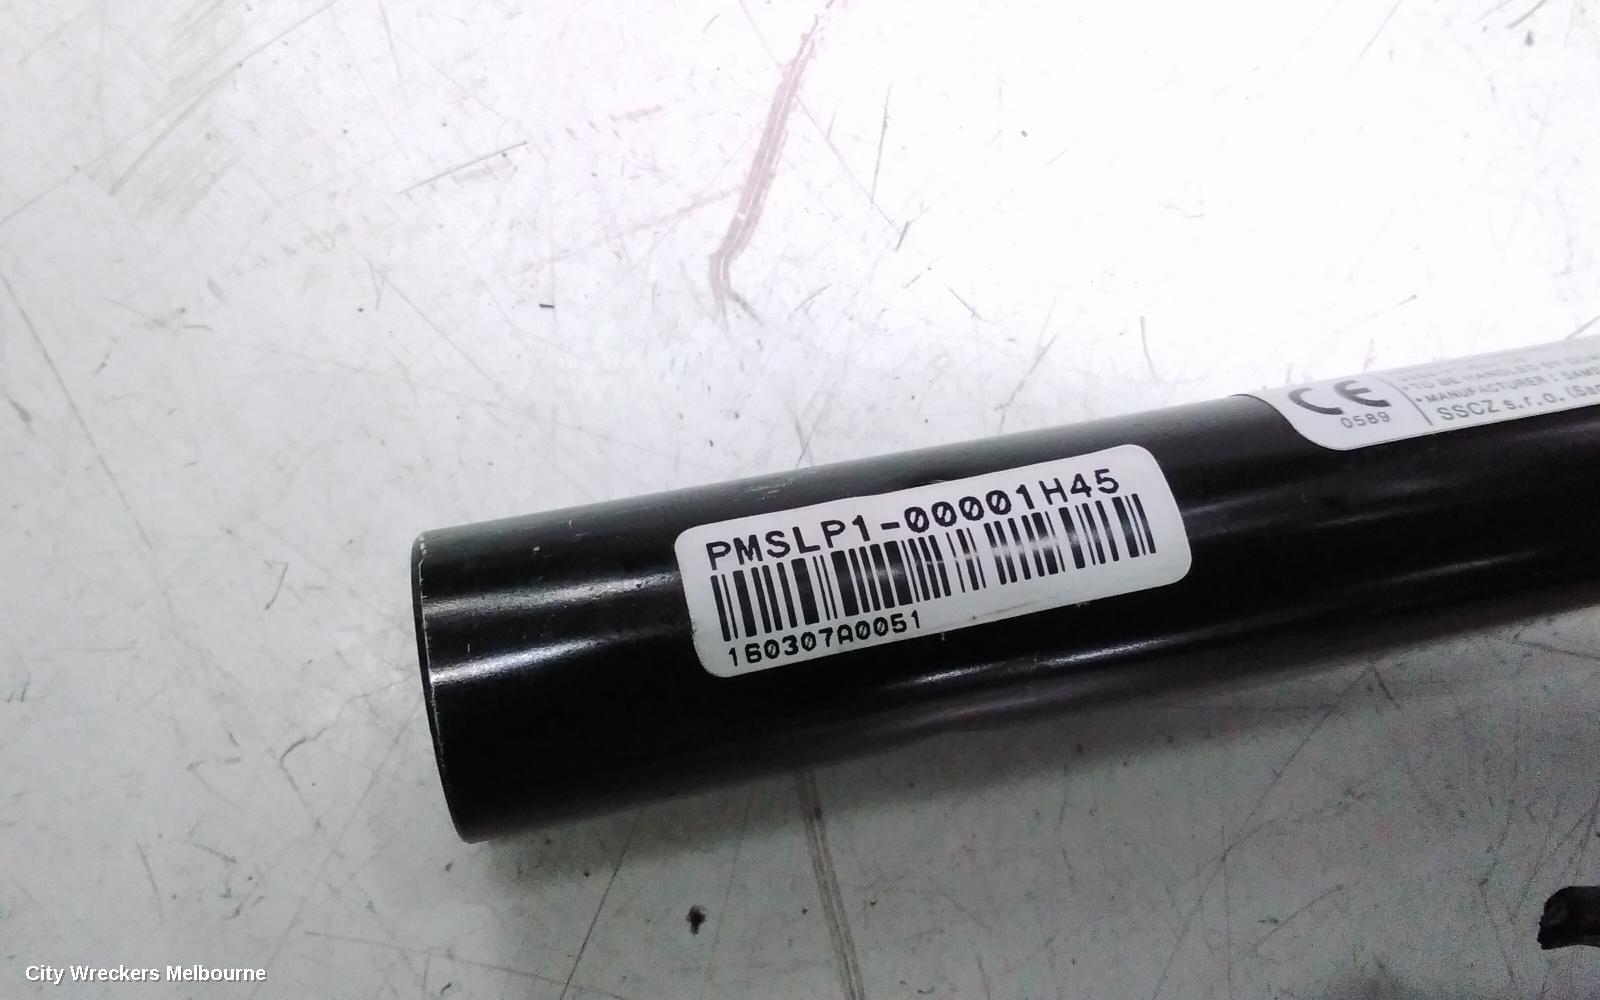 PMSLP1-00001H45
160307A0051
CE
0589
TO BE HANDLED BY
• MANUFACTURER
SSCZ s.r.o.
City Wreckers Melbourne